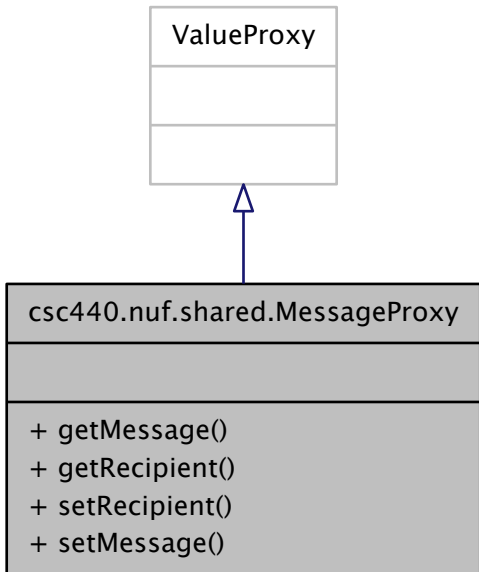 ValueProxy
csc440.nuf.shared.MessageProxy
+ getMessage()
+ getRecipient()
+ setRecipient()
+ setMessage()